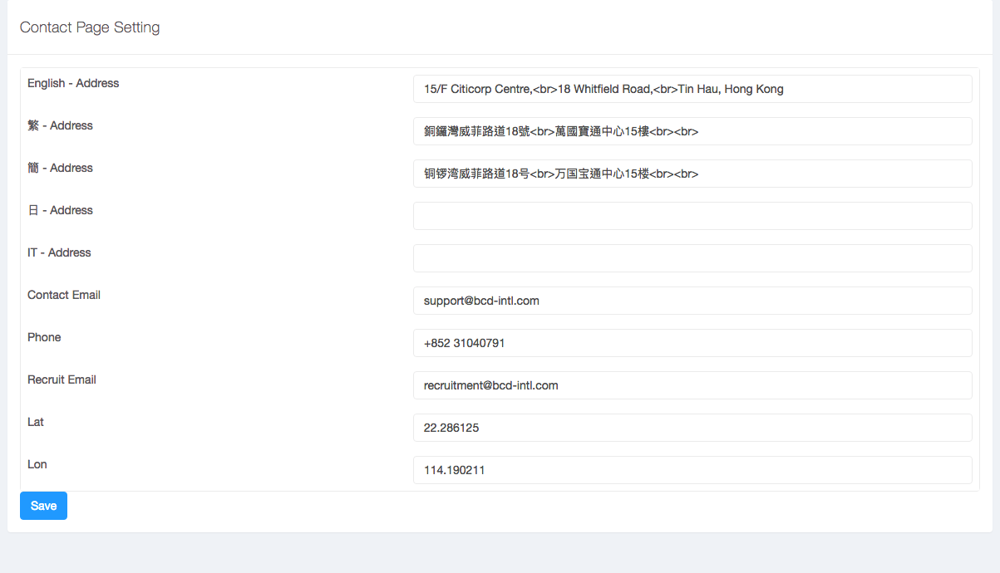 Contact Page Setting
English - Address
15/F Citicorp Centre,<br>18 Whitfield Road,<br>Tin Hau, Hong Kong
繁 - Address
銅鑼灣威菲路道18號<br>萬國寶通中心15樓<br><br>
簡 - Address
铜锣湾威菲路道18号<br>万国宝通中心15楼<br><br>
日 - Address
IT - Address
Contact Email
support@bcd-intl.com
Phone
+852 31040791
Recruit Email
recruitment@bcd-intl.com
Lat
22.286125
Lon
114.190211
Save